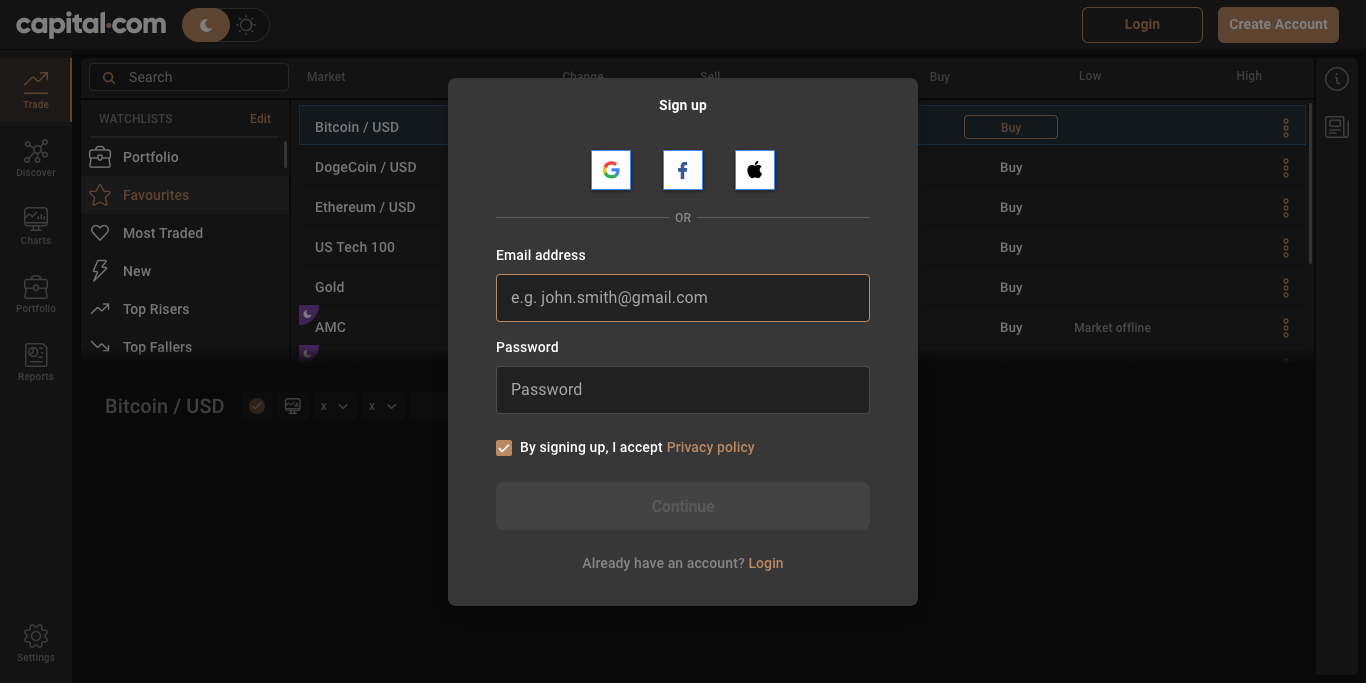 capital.com
Login
Create Account
Trade
Discover
Charts
Portfolio
Reports
Settings
Search
WATCHLISTS
Edit
Portfolio
Favourites
Most Traded
New
Top Risers
Top Fallers
Market
Change
Sell
Buy
Low
High
Bitcoin / USD
Buy
DogeCoin / USD
Buy
Ethereum / USD
Buy
US Tech 100
Buy
Gold
Buy
AMC
Buy
Market offline
Bitcoin / USD
x
x
Sign up
OR
Email address
e.g. john.smith@gmail.com
Password
Password
By signing up, I accept Privacy policy
Continue
Already have an account? Login